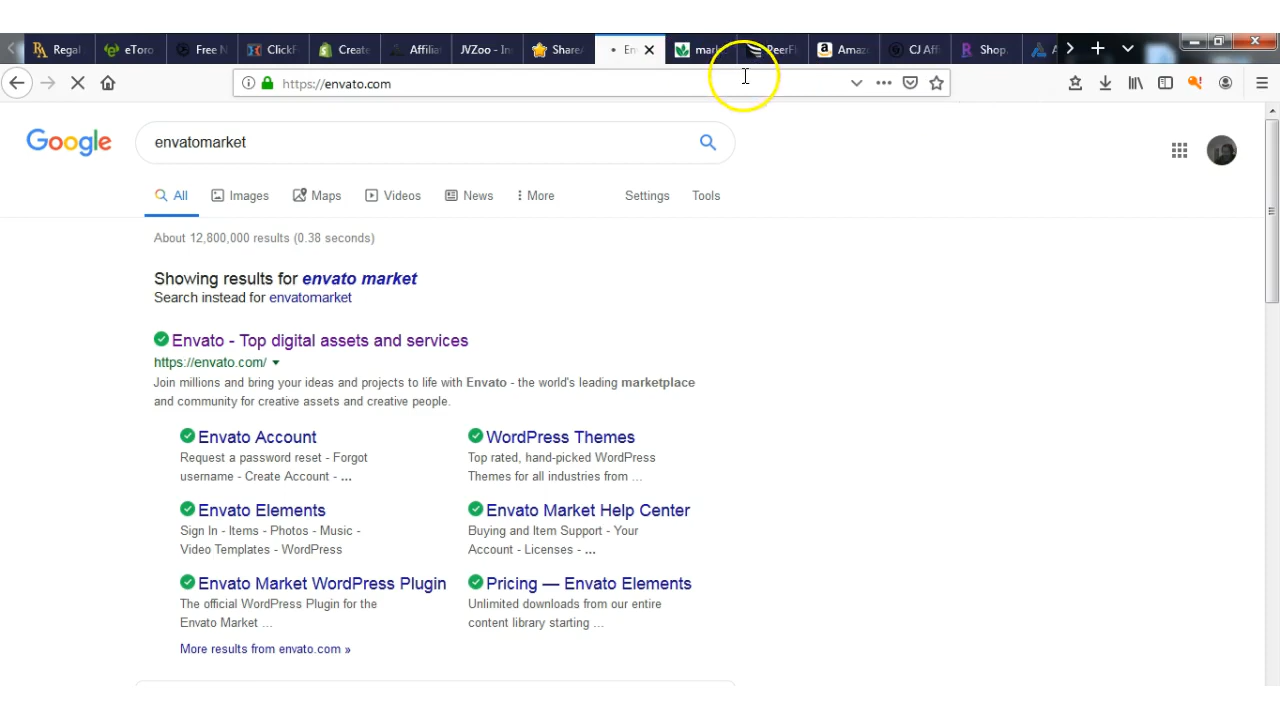 Regal
eToro
Free N
ClickF
Create
Affiliat
JVZoo - In
Share
En
mark
PeerFl
Amaz
CJ Aff
Shop.
A
https://envato.com
Google
envatomarket
All
Images
Maps
Videos
News
More
Settings
Tools
About 12,800,000 results (0.38 seconds)
Showing results for envato market
Search instead for envatomarket
Envato - Top digital assets and services
https://envato.com/
Join millions and bring your ideas and projects to life with Envato - the world's leading marketplace
and community for creative assets and creative people.
Envato Account
Request a password reset - Forgot
username - Create Account - ...
WordPress Themes
Top rated, hand-picked WordPress
Themes for all industries from ...
Envato Elements
Sign In - Items - Photos - Music -
Video Templates - WordPress
Envato Market Help Center
Buying and Item Support - Your
Account - Licenses - ...
Envato Market WordPress Plugin
The official WordPress Plugin for the
Envato Market ...
Pricing — Envato Elements
Unlimited downloads from our entire
content library starting ...
More results from envato.com »